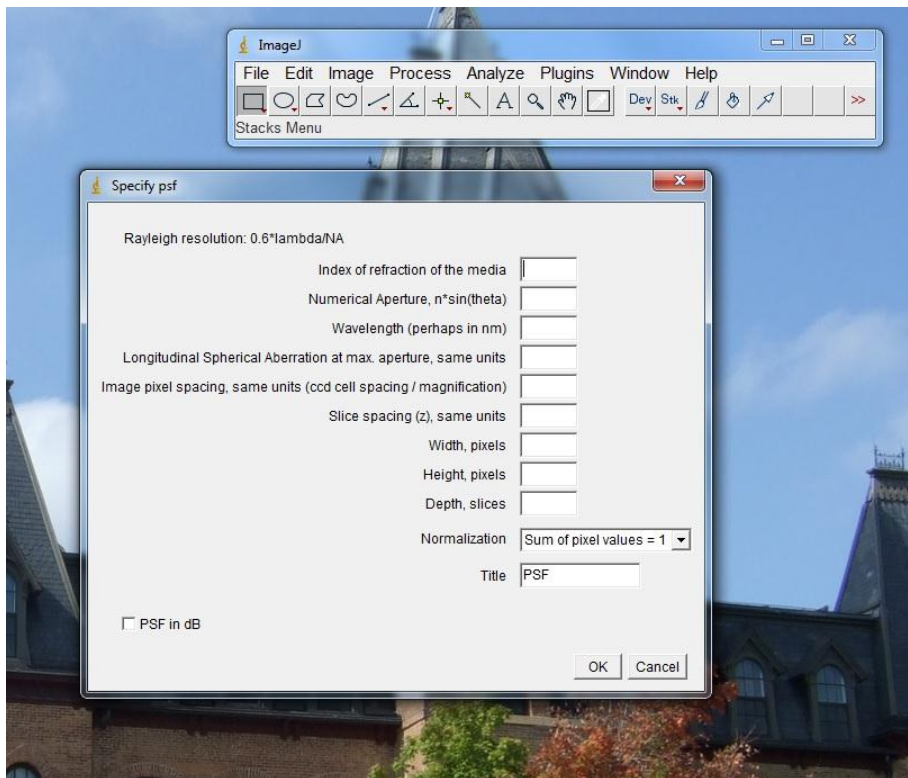 ImageJ
File Edit Image Process Analyze Plugins Window Help
A Dev Stk >>
Stacks Menu
Specify psf
Rayleigh resolution: 0.6*lambda/NA
Index of refraction of the media
Numerical Aperture, n*sin(theta)
Wavelength (perhaps in nm)
Longitudinal Spherical Aberration at max. aperture, same units
Image pixel spacing, same units (ccd cell spacing / magnification)
Slice spacing (z), same units
Width, pixels
Height, pixels
Depth, slices
Normalization Sum of pixel values = 1
Title PSF
PSF in dB
OK Cancel